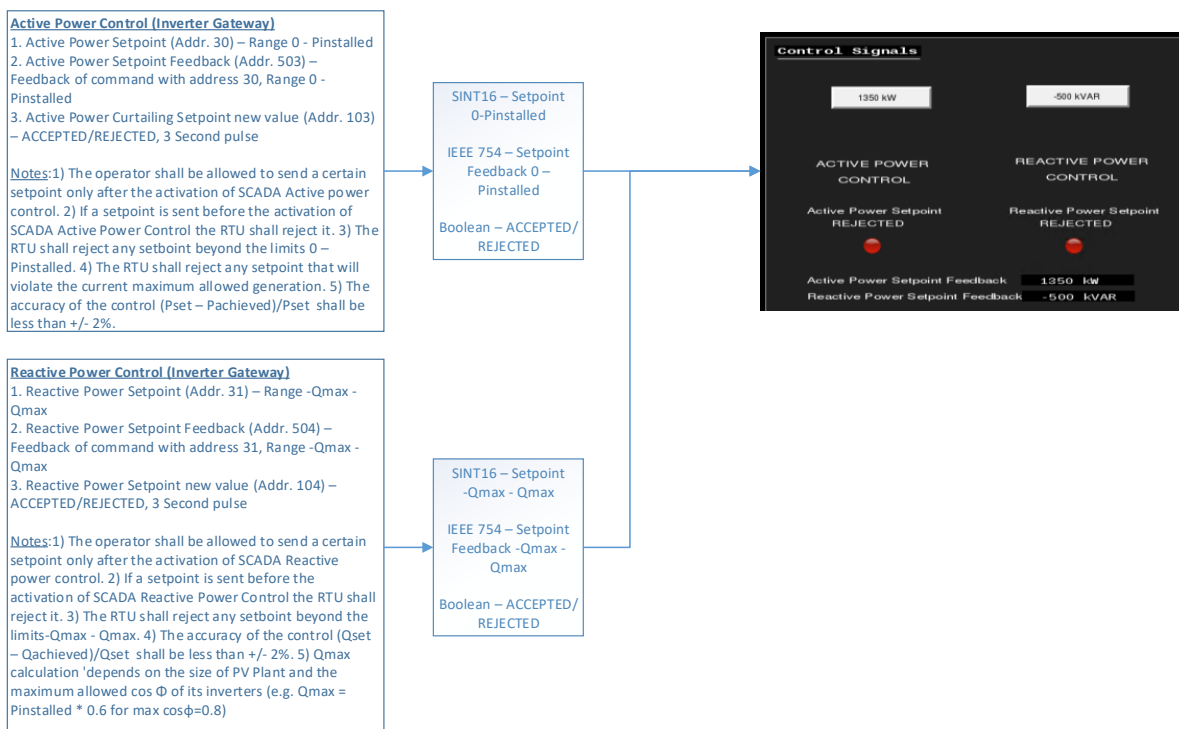 Active Power Control (Inverter Gateway)
1. Active Power Setpoint (Addr. 30) – Range 0 - Pinstalled
2. Active Power Setpoint Feedback (Addr. 503) –
Feedback of command with address 30, Range 0 -
Pinstalled
3. Active Power Curtailing Setpoint new value (Addr. 103)
– ACCEPTED/REJECTED, 3 Second pulse
Notes:1) The operator shall be allowed to send a certain
setpoint only after the activation of SCADA Active power
control. 2) If a setpoint is sent before the activation of
SCADA Active Power Control the RTU shall reject it. 3) The
RTU shall reject any setboint beyond the limits 0 –
Pinstalled. 4) The RTU shall reject any setpoint that will
violate the current maximum allowed generation. 5) The
accuracy of the control (Pset – Pachieved)/Pset shall be
less than +/- 2%.
SINT16 – Setpoint
0-Pinstalled
IEEE 754 – Setpoint
Feedback 0 –
Pinstalled
Boolean – ACCEPTED/
REJECTED
Control Signals
1350 kW
-500 kVAR
ACTIVE POWER
CONTROL
REACTIVE POWER
CONTROL
Active Power Setpoint
REJECTED
Reactive Power Setpoint
REJECTED
Active Power Setpoint Feedback 1350 kW
Reactive Power Setpoint Feedback -500 kVAR
Reactive Power Control (Inverter Gateway)
1. Reactive Power Setpoint (Addr. 31) – Range -Qmax -
Qmax
2. Reactive Power Setpoint Feedback (Addr. 504) –
Feedback of command with address 31, Range -Qmax -
Qmax
3. Reactive Power Setpoint new value (Addr. 104) –
ACCEPTED/REJECTED, 3 Second pulse
Notes:1) The operator shall be allowed to send a certain
setpoint only after the activation of SCADA Reactive
power control. 2) If a setpoint is sent before the
activation of SCADA Reactive Power Control the RTU shall
reject it. 3) The RTU shall reject any setboint beyond the
limits-Qmax - Qmax. 4) The accuracy of the control (Qset
– Qachieved)/Qset shall be less than +/- 2%. 5) Qmax
calculation 'depends on the size of PV Plant and the
maximum allowed cos Φ of its inverters (e.g. Qmax =
Pinstalled * 0.6 for max cosφ=0.8)
SINT16 – Setpoint
-Qmax - Qmax
IEEE 754 – Setpoint
Feedback -Qmax -
Qmax
Boolean – ACCEPTED/
REJECTED